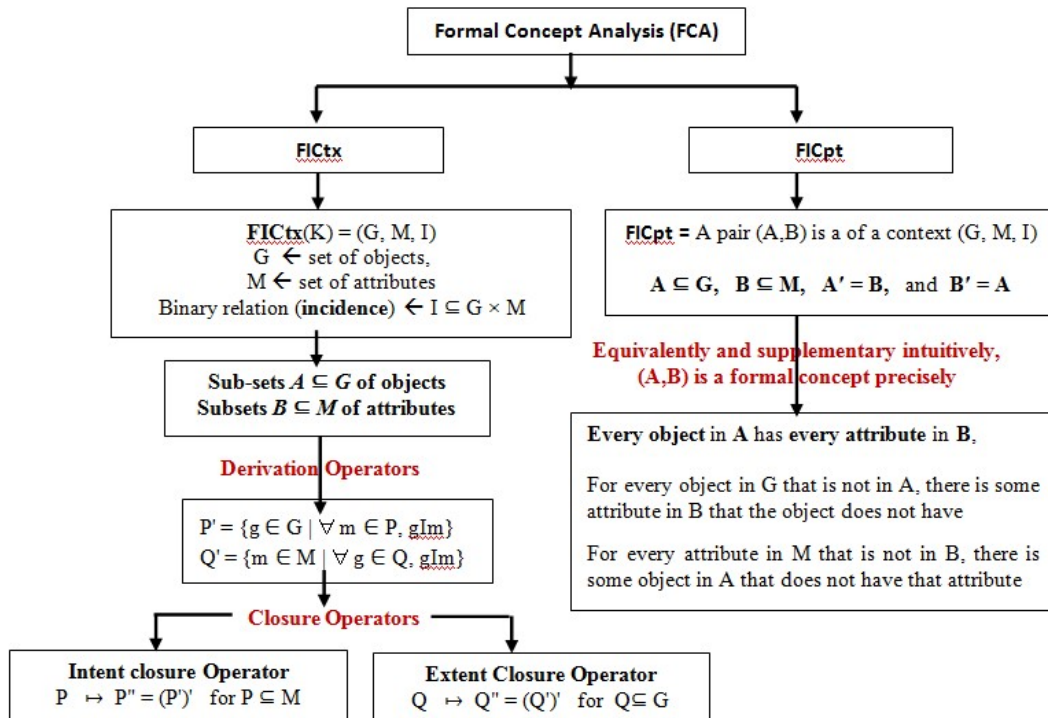 Formal Concept Analysis (FCA)
FICtx
FICpt
FICtx(K) = (G, M, I)
G ← set of objects,
M ← set of attributes
Binary relation (incidence) ← I ⊆ G × M
FICpt = A pair (A,B) is a of a context (G, M, I)
A ⊆ G, B ⊆ M, A′ = B, and B′ = A
Equivalently and supplementary intuitively,
(A,B) is a formal concept precisely
Sub-sets A ⊆ G of objects
Subsets B ⊆ M of attributes
Every object in A has every attribute in B,
For every object in G that is not in A, there is some
attribute in B that the object does not have
For every attribute in M that is not in B, there is
some object in A that does not have that attribute
Derivation Operators
P' = {g ∈ G | ∀ m ∈ P, gIm}
Q' = {m ∈ M | ∀ g ∈ Q, gIm}
Closure Operators
Intent closure Operator
P ↦ P'' = (P')' for P ⊆ M
Extent Closure Operator
Q ↦ Q'' = (Q')' for Q⊆ G